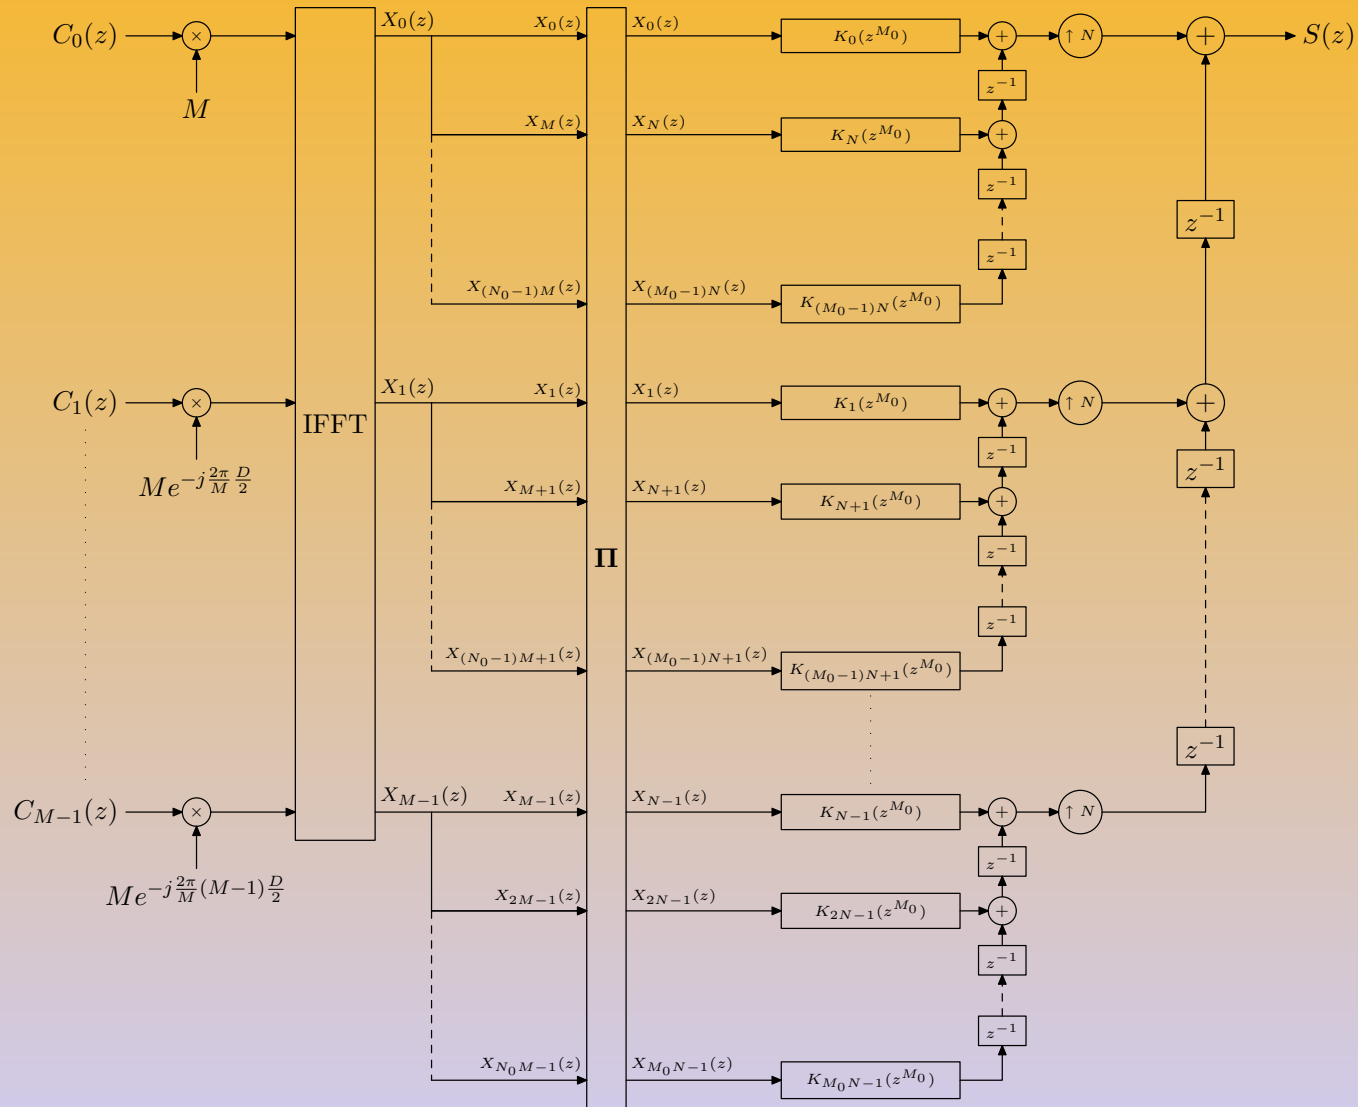 C_0(z) × X_0(z) X_0(z) X_0(z) K_0(z^{M_0}) + ↑ N + S(z)
M
z^{-1}
X_M(z) X_N(z) K_N(z^{M_0}) +
z^{-1}
z^{-1}
z^{-1}
X_{(N_0-1)M}(z) X_{(M_0-1)N}(z) K_{(M_0-1)N}(z^{M_0})
C_1(z) × X_1(z) X_1(z) X_1(z) K_1(z^{M_0}) + ↑ N +
IFFT
z^{-1}
z^{-1}
Me^{-j\frac{2π}{M}\frac{D}{2}}
X_{M+1}(z) X_{N+1}(z) K_{N+1}(z^{M_0}) +
z^{-1}
Π
z^{-1}
X_{(N_0-1)M+1}(z) X_{(M_0-1)N+1}(z) K_{(M_0-1)N+1}(z^{M_0})
z^{-1}
C_{M-1}(z) × X_{M-1}(z) X_{M-1}(z) X_{N-1}(z) K_{N-1}(z^{M_0}) + ↑ N
z^{-1}
Me^{-j\frac{2π}{M}(M-1)\frac{D}{2}}
X_{2M-1}(z) X_{2N-1}(z) K_{2N-1}(z^{M_0}) +
z^{-1}
z^{-1}
X_{N_0M-1}(z) X_{M_0N-1}(z) K_{M_0N-1}(z^{M_0})